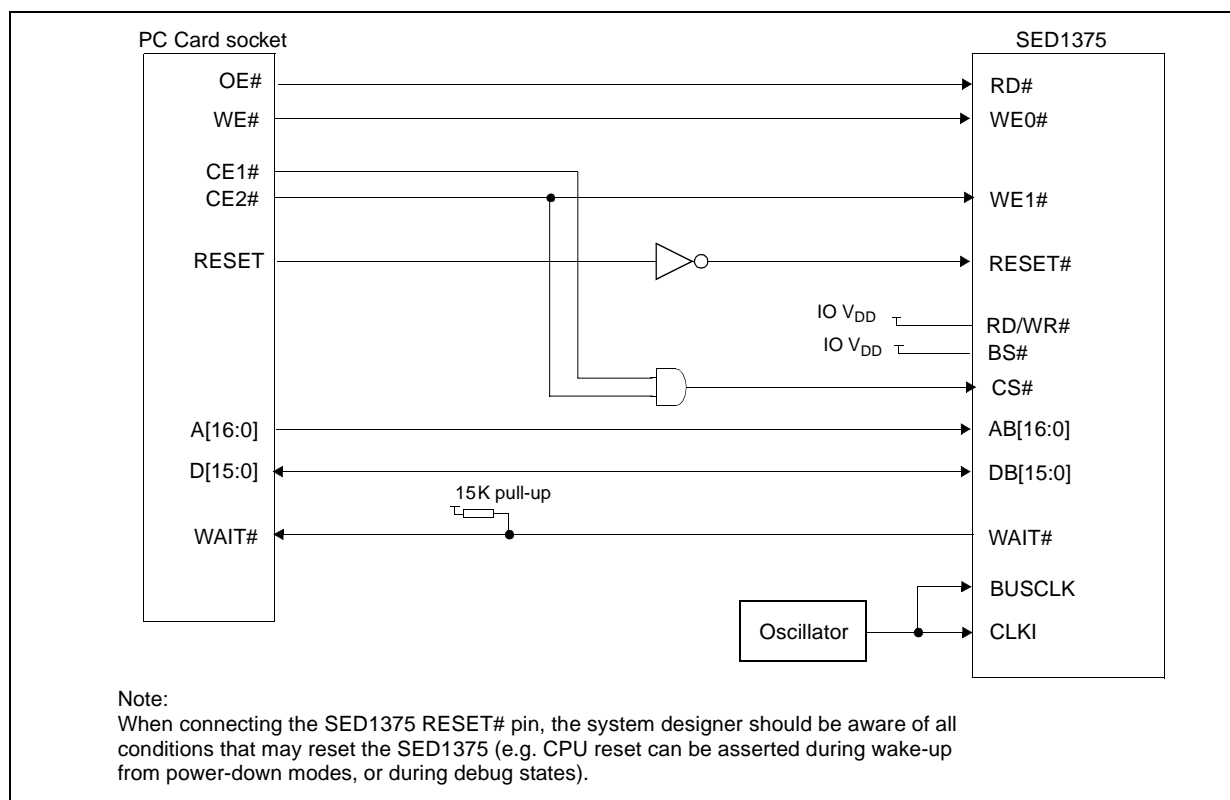 PC Card socket
SED1375
OE#
RD#
WE#
WE0#
CE1#
CE2#
WE1#
RESET
RESET#
IO VDD
RD/WR#
IO VDD
BS#
CS#
A[16:0]
AB[16:0]
D[15:0]
DB[15:0]
15K pull-up
WAIT#
WAIT#
BUSCLK
Oscillator
CLKI
Note:
When connecting the SED1375 RESET# pin, the system designer should be aware of all
conditions that may reset the SED1375 (e.g. CPU reset can be asserted during wake-up
from power-down modes, or during debug states).